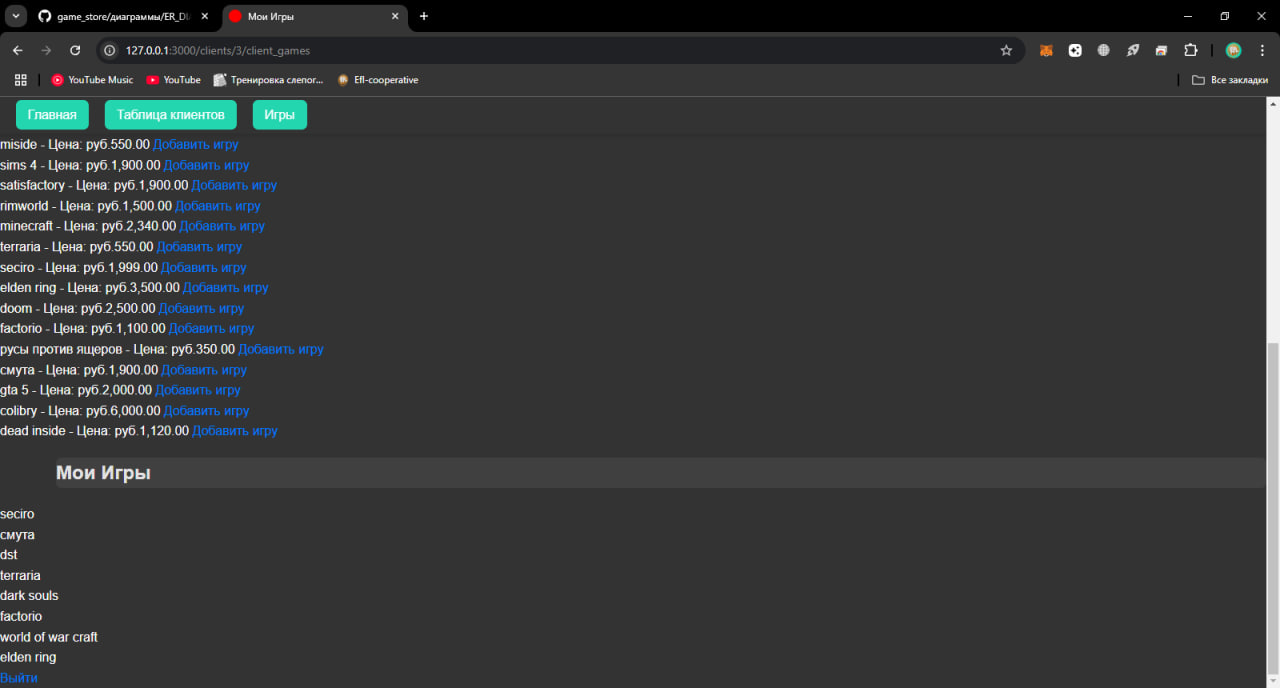 game_store/диаграммы/ER_DI
Мои Игры
127.0.0.1:3000/clients/3/client_games
YouTube Music
YouTube
Тренировка слепог...
Efl-cooperative
Все закладки
Главная
Таблица клиентов
Игры
miside - Цена: руб.550.00 Добавить игру
sims 4 - Цена: руб.1,900.00 Добавить игру
satisfactory - Цена: руб.1,900.00 Добавить игру
rimworld - Цена: руб.1,500.00 Добавить игру
minecraft - Цена: руб.2,340.00 Добавить игру
terraria - Цена: руб.550.00 Добавить игру
seciro - Цена: руб.1,999.00 Добавить игру
elden ring - Цена: руб.3,500.00 Добавить игру
doom - Цена: руб.2,500.00 Добавить игру
factorio - Цена: руб.1,100.00 Добавить игру
русы против ящеров - Цена: руб.350.00 Добавить игру
смута - Цена: руб.1,900.00 Добавить игру
gta 5 - Цена: руб.2,000.00 Добавить игру
colibry - Цена: руб.6,000.00 Добавить игру
dead inside - Цена: руб.1,120.00 Добавить игру
Мои Игры
seciro
смута
dst
terraria
dark souls
factorio
world of war craft
elden ring
Выйти